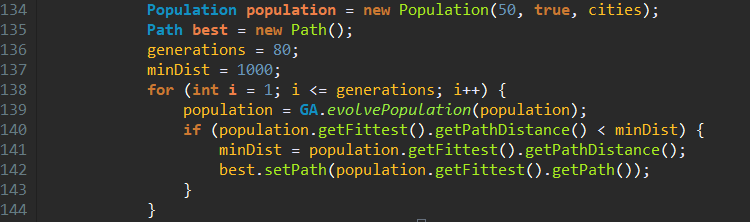 134 Population population = new Population(50, true, cities);
135 Path best = new Path();
136 generations = 80;
137 minDist = 1000;
138 for (int i = 1; i <= generations; i++) {
139 population = GA.evolvePopulation(population);
140 if (population.getFittest().getPathDistance() < minDist) {
141 minDist = population.getFittest().getPathDistance();
142 best.setPath(population.getFittest().getPath());
143 }
144 }